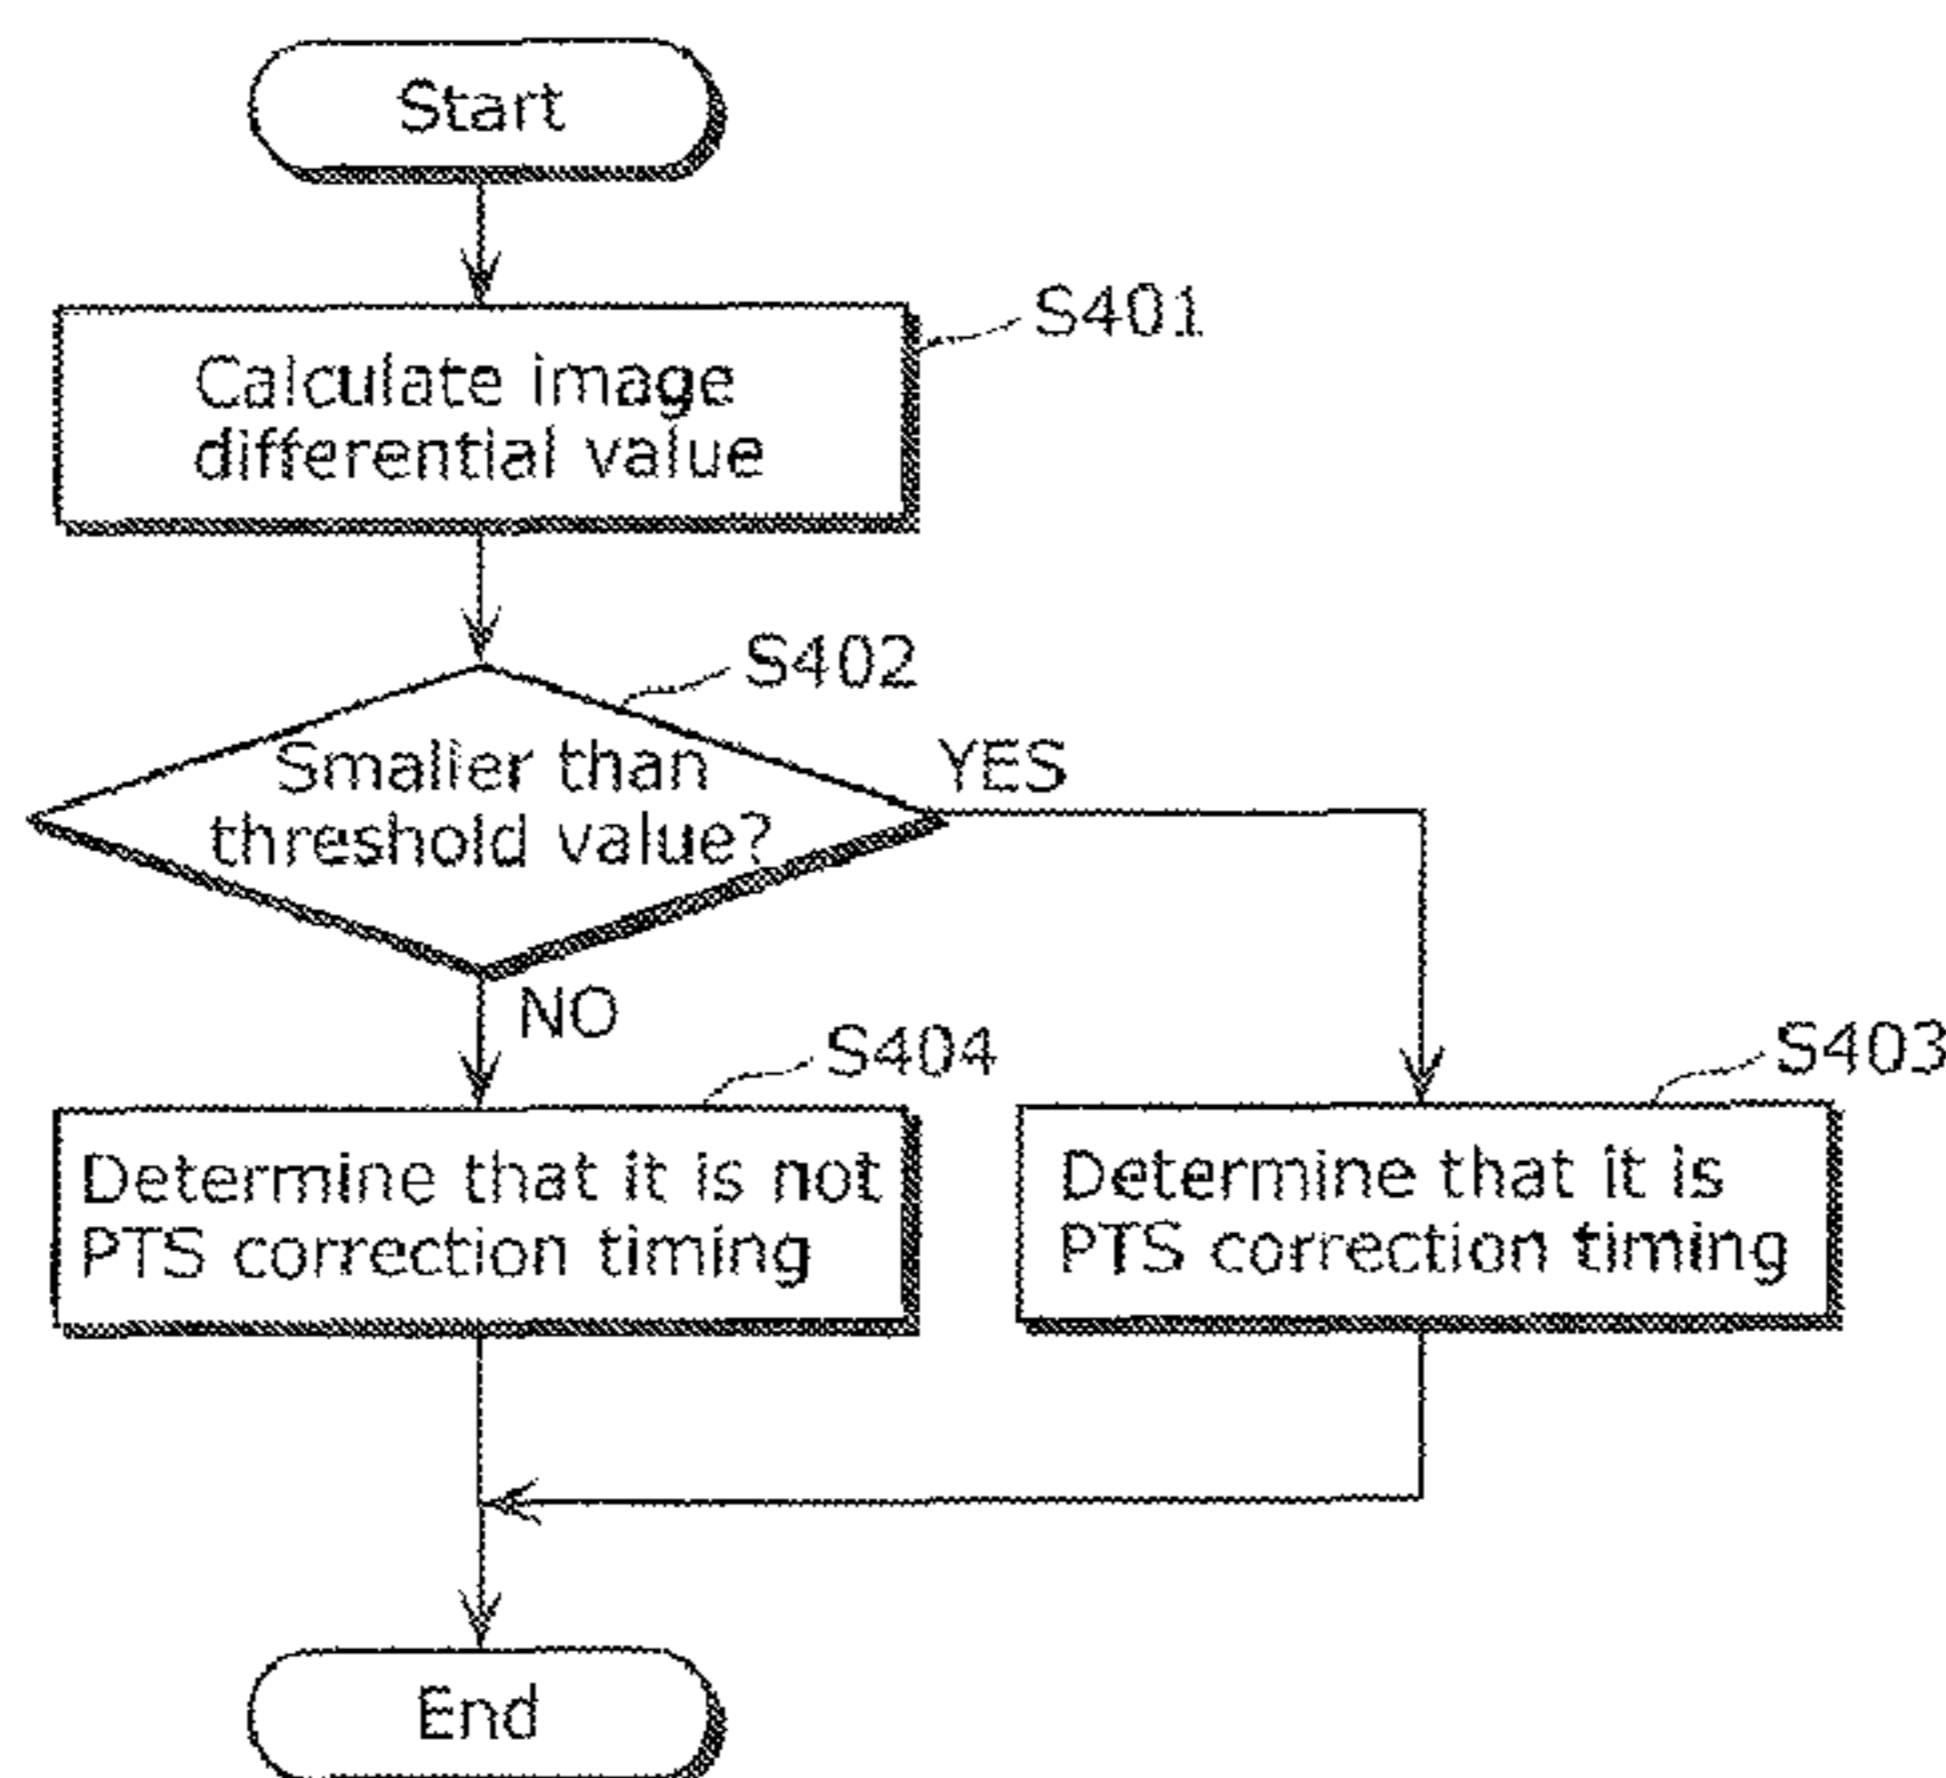 Start
S401
Calculate image
differential value
S402
Smaller than
threshold value?
YES
NO
S404
S403
Determine that it is not
PTS correction timing
Determine that it is
PTS correction timing
End